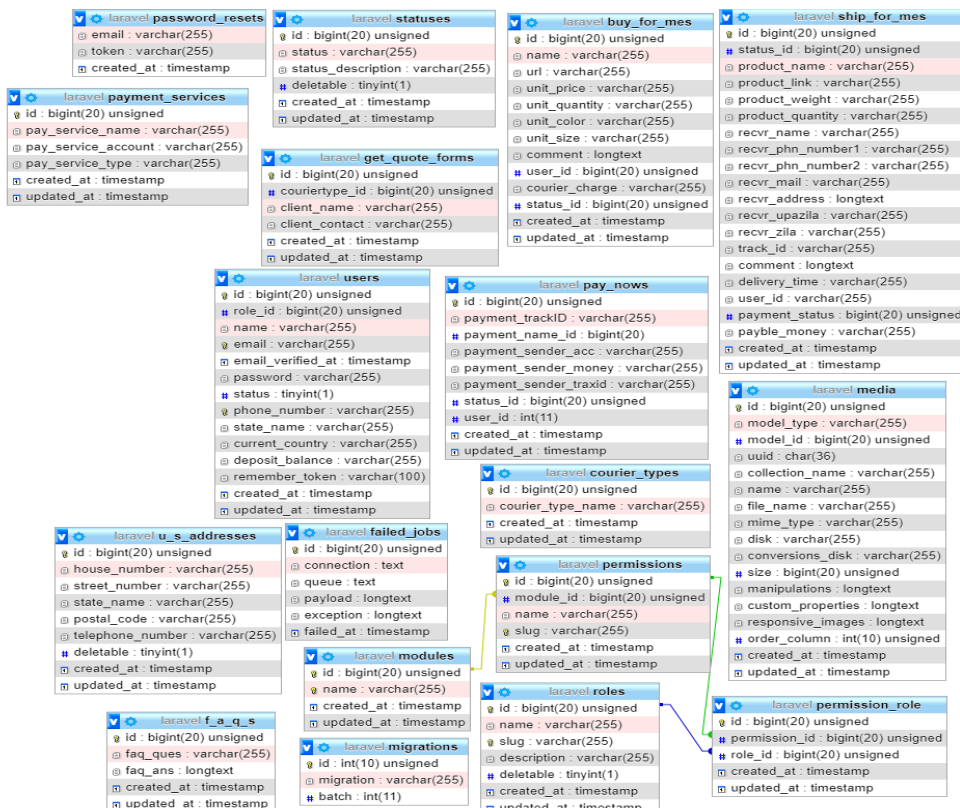 laravel password_resets
email : varchar(255)
token : varchar(255)
created_at : timestamp
laravel statuses
id : bigint(20) unsigned
status : varchar(255)
status_description : varchar(255)
deletable : tinyint(1)
created_at : timestamp
updated_at : timestamp
laravel buy_for_mes
id : bigint(20) unsigned
name : varchar(255)
url : varchar(255)
unit_price : varchar(255)
unit_quantity : varchar(255)
unit_color : varchar(255)
unit_size : varchar(255)
comment : longtext
user_id : bigint(20) unsigned
courier_charge : varchar(255)
status_id : bigint(20) unsigned
created_at : timestamp
updated_at : timestamp
laravel ship_for_mes
id : bigint(20) unsigned
status_id : bigint(20) unsigned
product_name : varchar(255)
product_link : varchar(255)
product_weight : varchar(255)
product_quantity : varchar(255)
recvr_name : varchar(255)
recvr_phn_number1 : varchar(255)
recvr_phn_number2 : varchar(255)
recvr_mail : varchar(255)
recvr_address : longtext
recvr_upazila : varchar(255)
recvr_zila : varchar(255)
track_id : varchar(255)
comment : longtext
delivery_time : varchar(255)
user_id : varchar(255)
payment_status : bigint(20) unsigned
payble_money : varchar(255)
created_at : timestamp
updated_at : timestamp
laravel payment_services
id : bigint(20) unsigned
pay_service_name : varchar(255)
pay_service_account : varchar(255)
pay_service_type : varchar(255)
created_at : timestamp
updated_at : timestamp
laravel get_quote_forms
id : bigint(20) unsigned
couriertype_id : bigint(20) unsigned
client_name : varchar(255)
client_contact : varchar(255)
created_at : timestamp
updated_at : timestamp
laravel users
id : bigint(20) unsigned
role_id : bigint(20) unsigned
name : varchar(255)
email : varchar(255)
email_verified_at : timestamp
password : varchar(255)
status : tinyint(1)
phone_number : varchar(255)
state_name : varchar(255)
current_country : varchar(255)
deposit_balance : varchar(255)
remember_token : varchar(100)
created_at : timestamp
updated_at : timestamp
laravel pay_nows
id : bigint(20) unsigned
payment_trackID : varchar(255)
payment_name_id : bigint(20)
payment_sender_acc : varchar(255)
payment_sender_money : varchar(255)
payment_sender_traxid : varchar(255)
status_id : bigint(20) unsigned
user_id : int(11)
created_at : timestamp
updated_at : timestamp
laravel media
id : bigint(20) unsigned
model_type : varchar(255)
model_id : bigint(20) unsigned
uuid : char(36)
collection_name : varchar(255)
name : varchar(255)
file_name : varchar(255)
mime_type : varchar(255)
disk : varchar(255)
conversions_disk : varchar(255)
size : bigint(20) unsigned
manipulations : longtext
custom_properties : longtext
responsive_images : longtext
order_column : int(10) unsigned
created_at : timestamp
updated_at : timestamp
laravel courier_types
id : bigint(20) unsigned
courier_type_name : varchar(255)
created_at : timestamp
updated_at : timestamp
laravel u_s_addresses
id : bigint(20) unsigned
house_number : varchar(255)
street_number : varchar(255)
state_name : varchar(255)
postal_code : varchar(255)
telephone_number : varchar(255)
deletable : tinyint(1)
created_at : timestamp
updated_at : timestamp
laravel failed_jobs
id : bigint(20) unsigned
connection : text
queue : text
payload : longtext
exception : longtext
failed_at : timestamp
laravel permissions
id : bigint(20) unsigned
module_id : bigint(20) unsigned
name : varchar(255)
slug : varchar(255)
created_at : timestamp
updated_at : timestamp
laravel modules
id : bigint(20) unsigned
name : varchar(255)
created_at : timestamp
updated_at : timestamp
laravel roles
id : bigint(20) unsigned
name : varchar(255)
slug : varchar(255)
description : varchar(255)
deletable : tinyint(1)
created_at : timestamp
updated_at : timestamp
laravel permission_role
id : bigint(20) unsigned
permission_id : bigint(20) unsigned
role_id : bigint(20) unsigned
created_at : timestamp
updated_at : timestamp
laravel f_a_q_s
id : bigint(20) unsigned
faq_ques : varchar(255)
faq_ans : longtext
created_at : timestamp
updated_at : timestamp
laravel migrations
id : int(10) unsigned
migration : varchar(255)
batch : int(11)